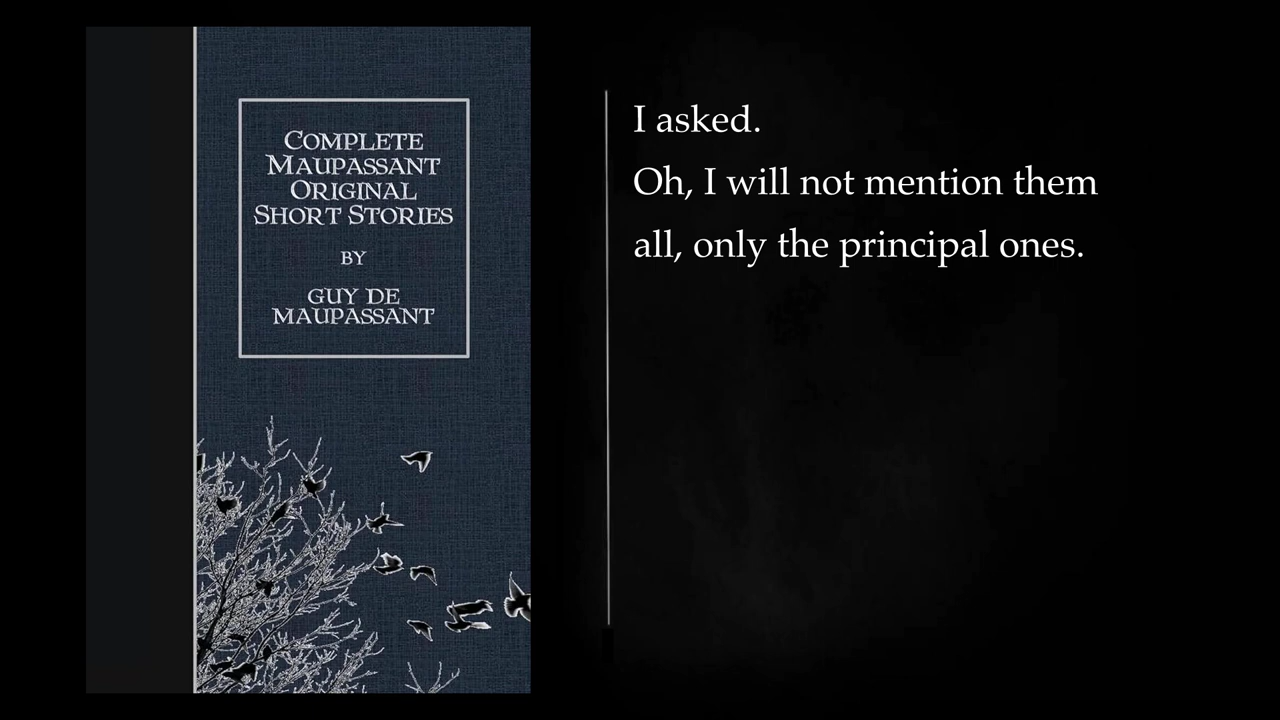 COMPLETE
MAUPASSANT
ORIGINAL
SHORT STORIES
BY
GUY DE
MAUPASSANT
I asked.
Oh, I will not mention them
all, only the principal ones.